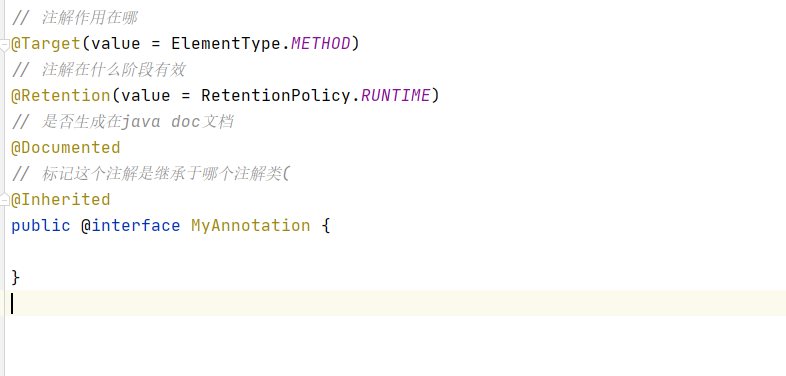 // 注解作用在哪
@Target(value = ElementType.METHOD)
// 注解在什么阶段有效
@Retention(value = RetentionPolicy.RUNTIME)
// 是否生成在java doc文档
@Documented
// 标记这个注解是继承于哪个注解类(
@Inherited
public @interface MyAnnotation {
}